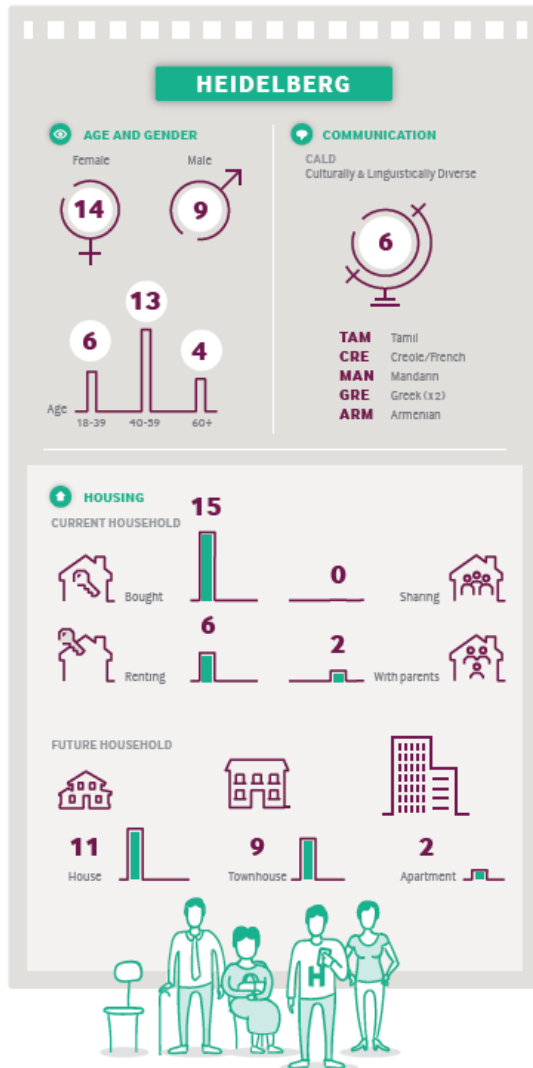 HEIDELBERG
AGE AND GENDER
Female
Male
14
9
13
6
4
Age
18-39
40-59
60+
COMMUNICATION
CALD
Culturally & Linguistically Diverse
6
TAM Tamil
CRE Creole/French
MAN Mandarin
GRE Greek (x2)
ARM Armenian
HOUSING
CURRENT HOUSEHOLD
15
Bought
0
Sharing
6
Renting
2
With parents
FUTURE HOUSEHOLD
11
House
9
Townhouse
2
Apartment
H